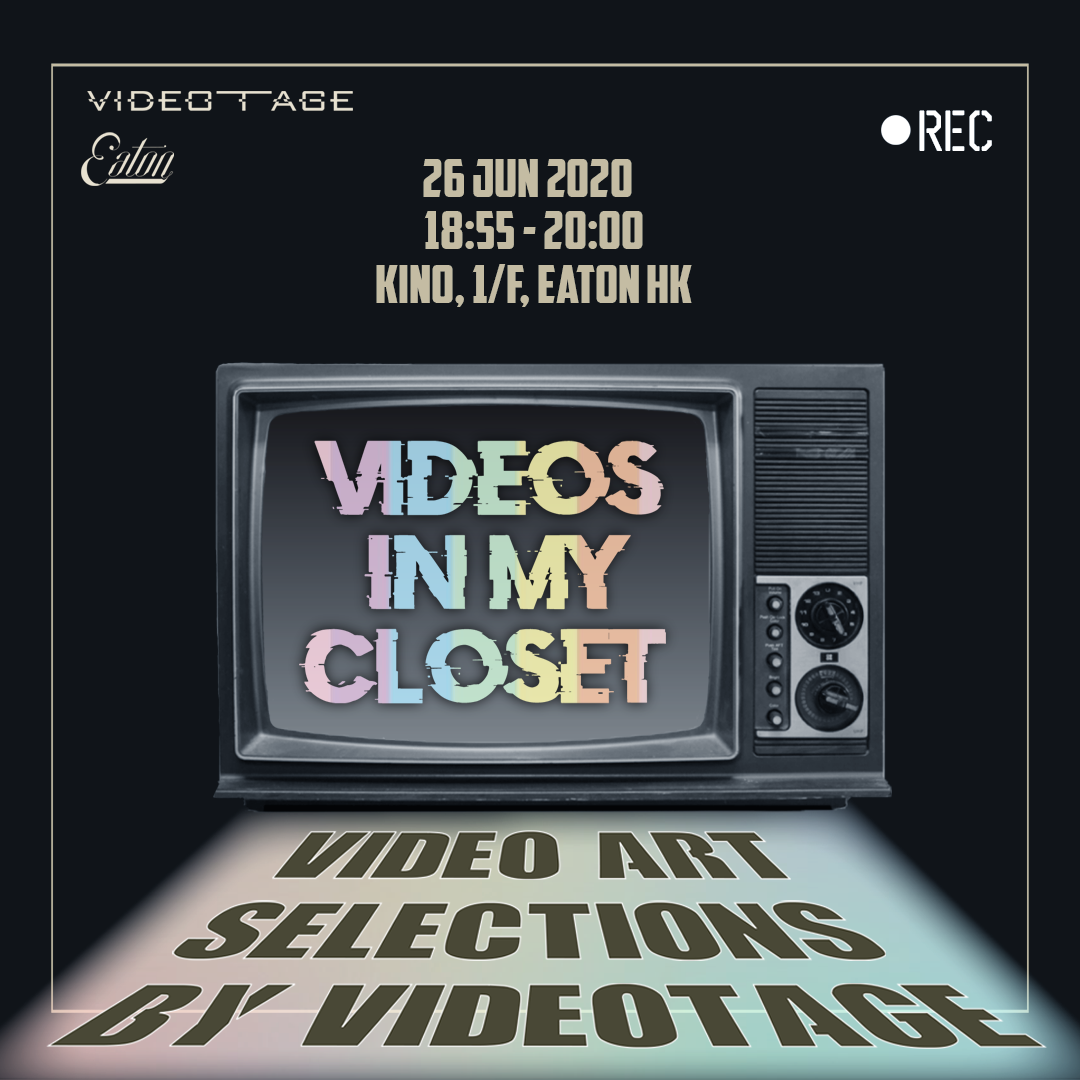 VIDEOTAGE
Eaton
REC
26 JUN 2020
18:55 - 20:00
KINO, 1/F, EATON HK
VIDEOS
IN MY
CLOSET
VIDEO ART
SELECTIONS
BY VIDEOTAGE